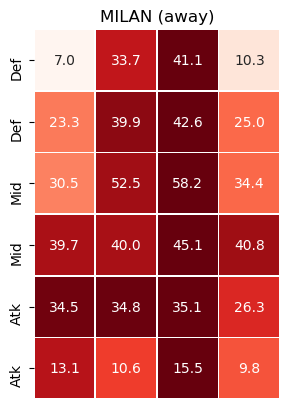 MILAN (away)
Def 7.0 33.7 41.1 10.3
Def 23.3 39.9 42.6 25.0
Mid 30.5 52.5 58.2 34.4
Mid 39.7 40.0 45.1 40.8
Atk 34.5 34.8 35.1 26.3
Atk 13.1 10.6 15.5 9.8